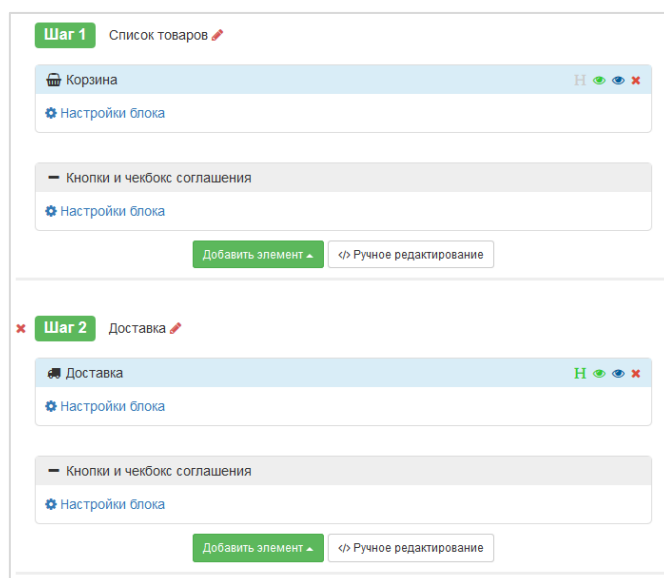 Шаг 1 Список товаров
Корзина H
Настройки блока
Кнопки и чекбокс соглашения
Настройки блока
Добавить элемент </> Ручное редактирование
Шаг 2 Доставка
Доставка H
Настройки блока
Кнопки и чекбокс соглашения
Настройки блока
Добавить элемент </> Ручное редактирование